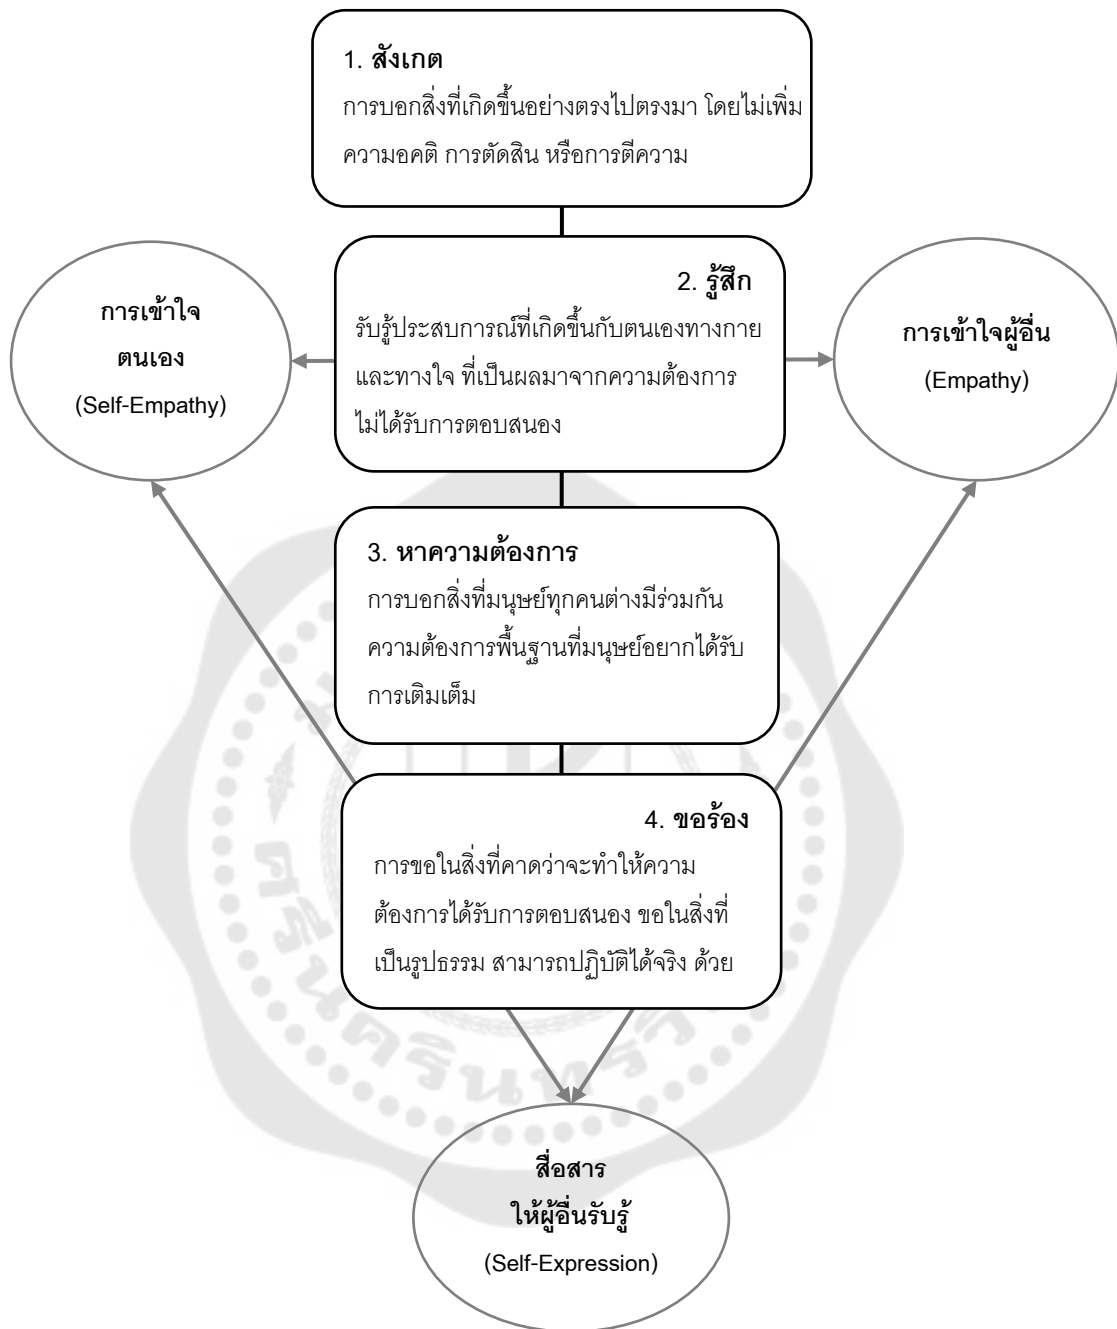 1. สังเกต
การบอกสิ่งที่เกิดขึ้นอย่างตรงไปตรงมา โดยไม่เพิ่ม
ความอคติ การตัดสิน หรือการตีความ
2. รู้สึก
รับรู้ประสบการณ์ที่เกิดขึ้นกับตนเองทางกาย
และทางใจ ที่เป็นผลมาจากความต้องการ
ไม่ได้รับการตอบสนอง
การเข้าใจ
ตนเอง
(Self-Empathy)
การเข้าใจผู้อื่น
(Empathy)
3. หาความต้องการ
การบอกสิ่งที่มนุษย์ทุกคนต่างมีร่วมกัน
ความต้องการพื้นฐานที่มนุษย์อยากได้รับ
การเติมเต็ม
4. ขอร้อง
การขอในสิ่งที่คาดว่าจะทำให้ความ
ต้องการได้รับการตอบสนอง ขอในสิ่งที่
เป็นรูปธรรม สามารถปฏิบัติได้จริง ด้วย
สื่อสาร
ให้ผู้อื่นรับรู้
(Self-Expression)